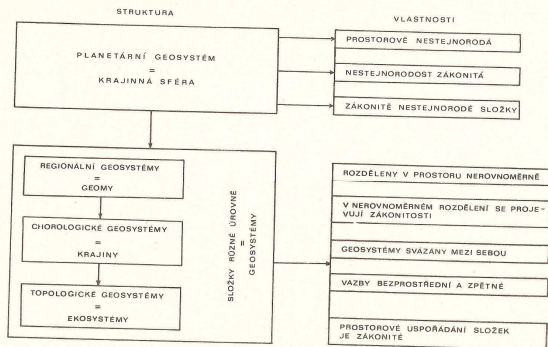 STRUKTURA
VLASTNOSTI
PLANETÁRNÍ GEOSYSTÉM
=
KRAJINNÁ SFÉRA
PROSTOROVĚ NESTEJNORODÁ
NESTEJNORODOST ZÁKONITÁ
ZÁKONITĚ NESTEJNORODÉ SLOŽKY
REGIONÁLNÍ GEOSYSTÉMY
=
GEOMY
CHOROLOGICKÉ GEOSYSTÉMY
=
KRAJINY
TOPOLOGICKÉ GEOSYSTÉMY
=
EKOSYSTÉMY
SLOŽKY RŮZNÉ ÚROVNĚ
=
GEOSYSTÉMY
ROZDĚLENY V PROSTORU NEROVNOMĚRNĚ
V NEROVNOMĚRNÉM ROZDĚLENÍ SE PROJE-
VUJÍ ZÁKONITOSTI
GEOSYSTÉMY SVÁZÁNY MEZI SEBOU
VAZBY BEZPROSTŘEDNÍ A ZPĚTNÉ
PROSTOROVÉ USPOŘÁDÁNÍ SLOŽEK
JE ZÁKONITÉ